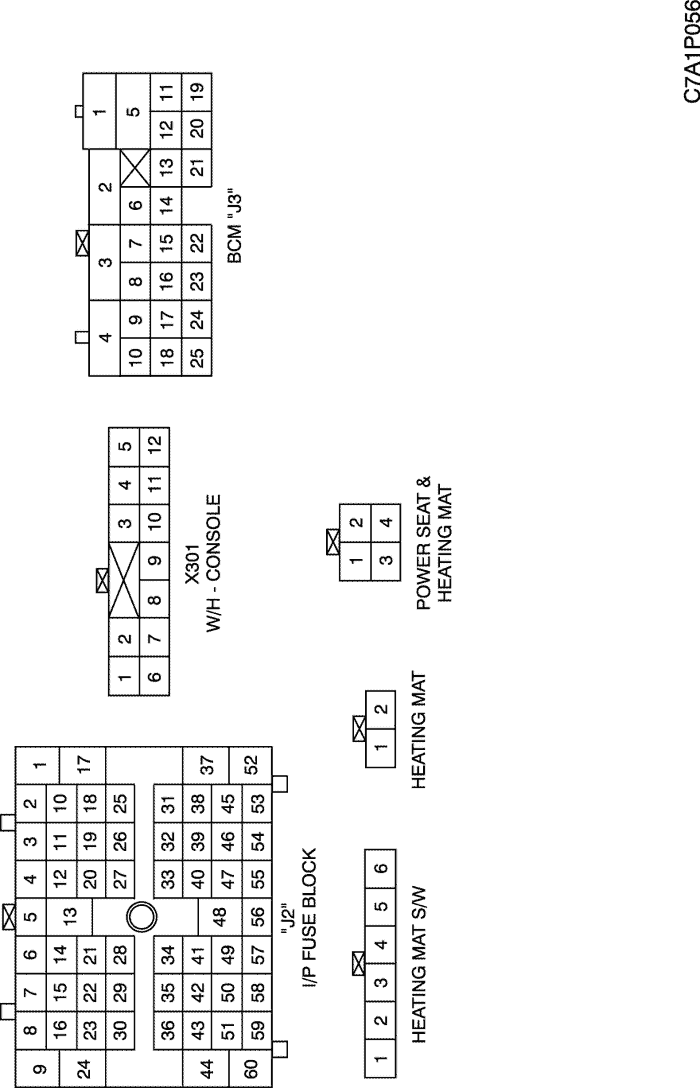 9 8 7 6 5 4 3 2 1
24 16 15 14 13 12 11 10 17
23 22 21 20 19 18
30 29 28 27 26 25
36 35 34 33 32 31
44 43 42 41 40 39 38 37
51 50 49 48 47 46 45
60 59 58 57 56 55 54 53 52
"J2"
I/P FUSE BLOCK
1 2 3 4 5
6 7 8 9 10 11 12
X301
W/H - CONSOLE
4 3 2 1
10 9 8 7 6 5
18 17 16 15 14 13 12 11
25 24 23 22 21 20 19
BCM "J3"
1 2 3 4 5 6
HEATING MAT S/W
1 2
HEATING MAT
1 2
3 4
POWER SEAT &
HEATING MAT
C7A1P056